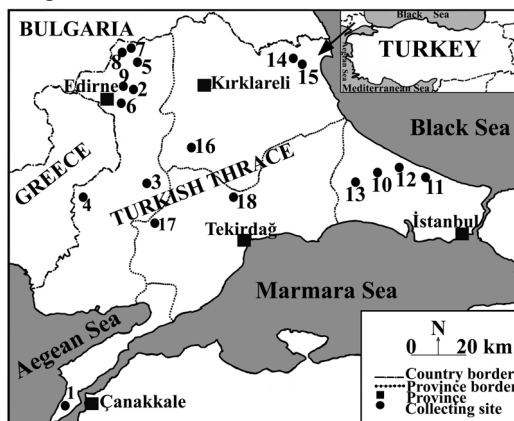 BULGARIA
7
8
5
9
Edirne
2
6
Kırklareli
14
15
Black Sea
TURKEY
Aegean Sea
Mediterranean Sea
Black Sea
GREECE
16
TURKISH THRACE
3
4
17
18
Tekirdağ
13
10
12
11
İstanbul
Marmara Sea
Aegean Sea
1
Çanakkale
N
0 20 km
Country border
Province border
Province
Collecting site